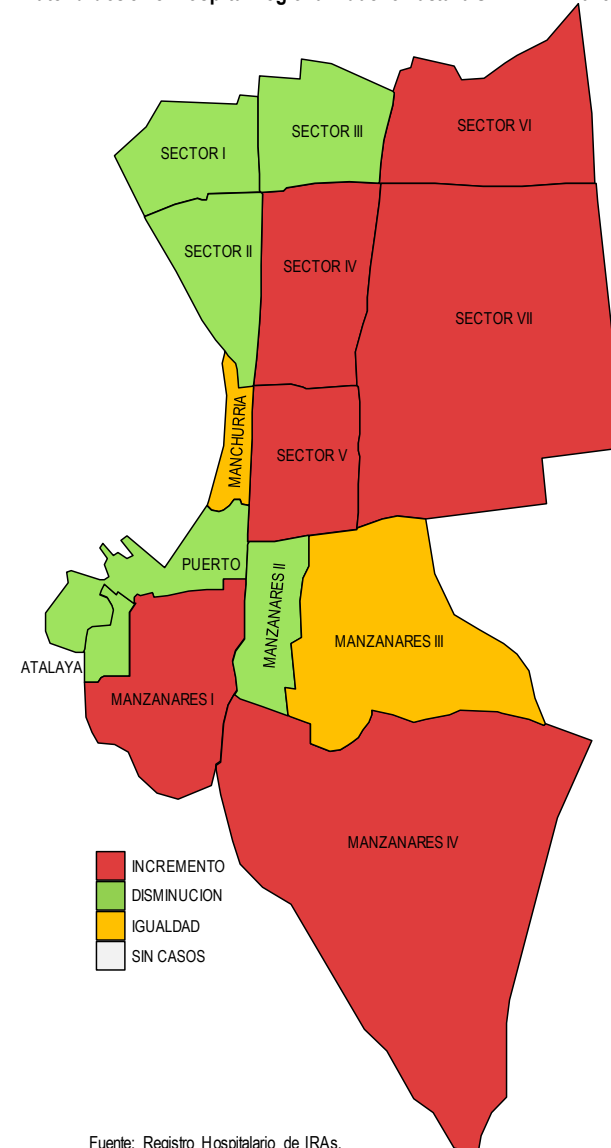 SECTOR VI
SECTOR III
SECTOR I
SECTOR II
SECTOR IV
SECTOR VII
MANCHURRIA
SECTOR V
PUERTO
MANZANARES II
MANZANARES III
ATALAYA
MANZANARES I
MANZANARES IV
INCREMENTO
DISMINUCION
IGUALDAD
SIN CASOS
Fuente: Registro Hospitalario de IRAs.